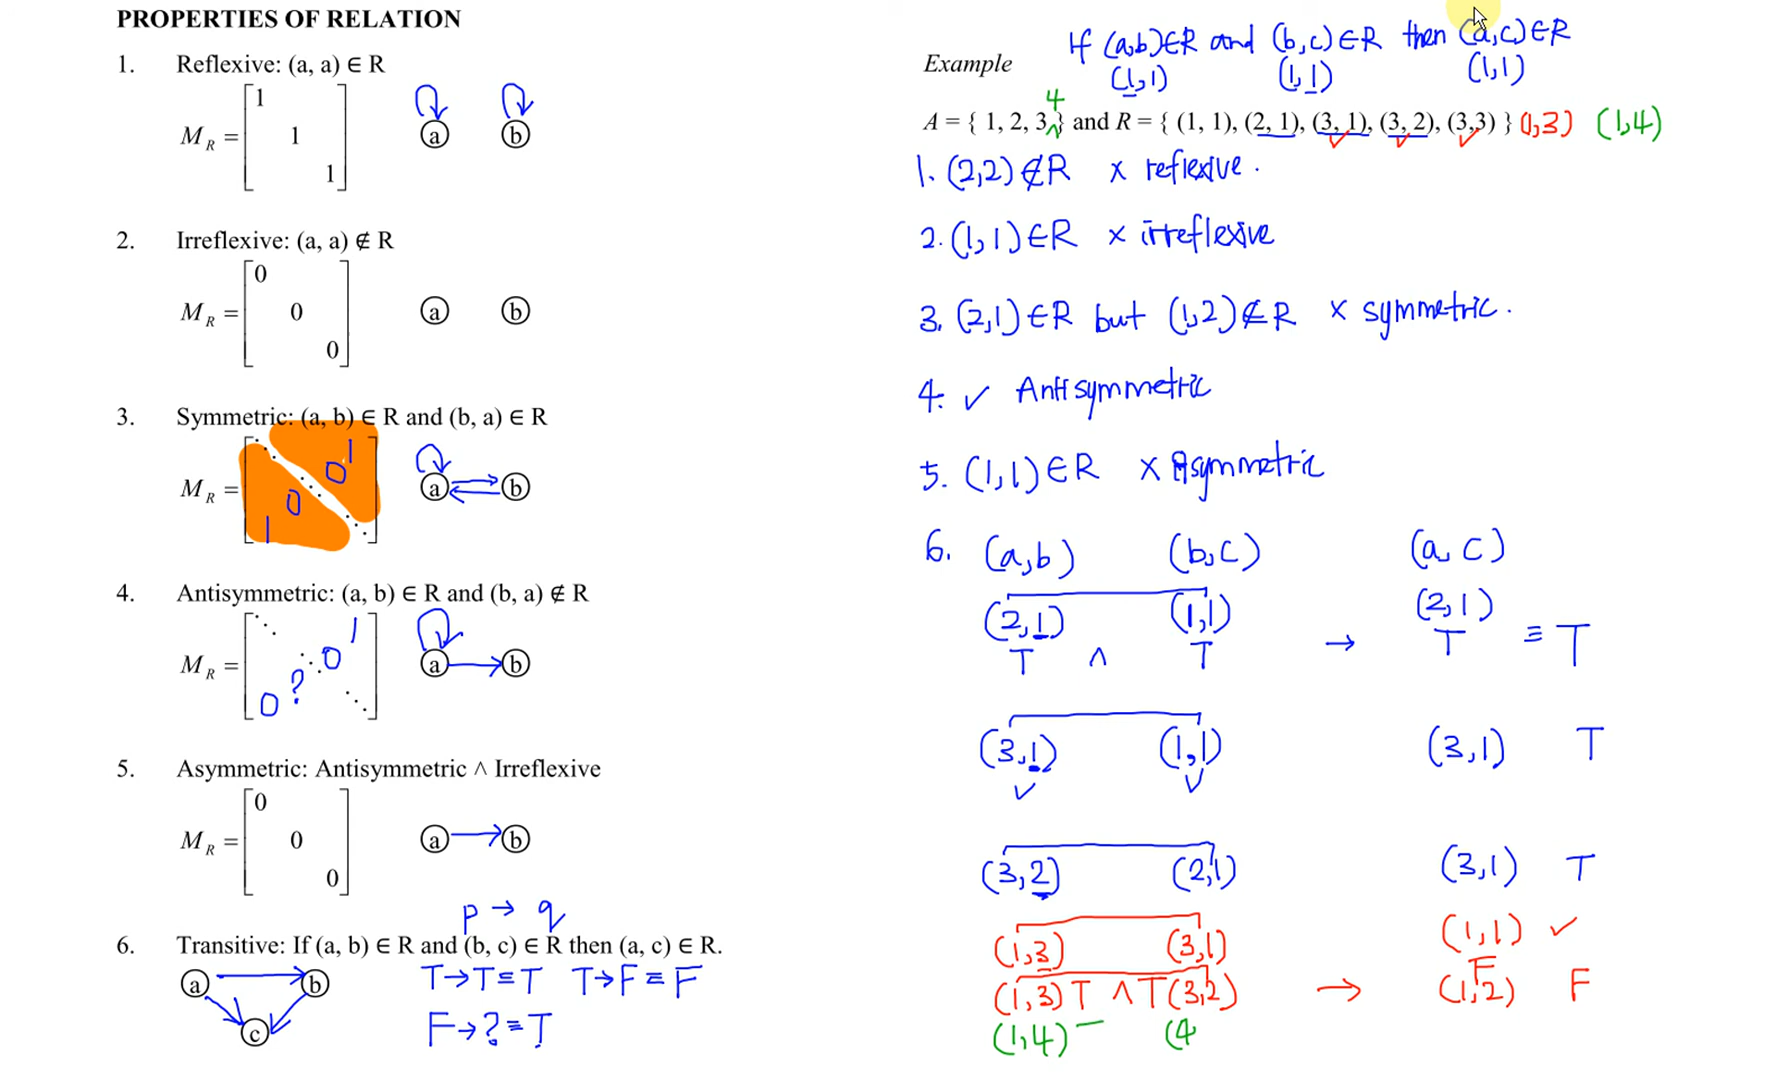 PROPERTIES OF RELATION
1. Reflexive: (a, a) ∈ R
1
M_R = 1
1
a b
2. Irreflexive: (a, a) ∉ R
0
M_R = 0
0
a b
3. Symmetric: (a, b) ∈ R and (b, a) ∈ R
1
0
M_R =
0
1
a b
4. Antisymmetric: (a, b) ∈ R and (b, a) ∉ R
1
M_R = 0
?
0
a b
5. Asymmetric: Antisymmetric ∧ Irreflexive
0
M_R = 0
0
a b
p → q
6. Transitive: If (a, b) ∈ R and (b, c) ∈ R then (a, c) ∈ R.
a b c
T→T≡T T→F≡F
F→?≡T
If (a,b)∈R and (b,c)∈R then (a,c)∈R
Example
(1,1) (1,1) (1,1)
4
A = { 1, 2, 3 } and R = { (1, 1), (2, 1), (3, 1), (3, 2), (3,3) } (1,3) (1,4)
1. (2,2)∉R × reflexive.
2. (1,1)∈R × irreflexive
3. (2,1)∈R but (1,2)∉R × symmetric.
4. ✓ Antisymmetric
5. (1,1)∈R × Asymmetric
6. (a,b) (b,c) (a,c)
(2,1) (1,1) (2,1)
T ∧ T → T ≡ T
(3,1) (1,1) (3,1) T
✓ ✓
(3,2) (2,1) (3,1) T
(1,3) (3,1) (1,1) ✓
F
(1,3) T ∧ T (3,2) → (1,2) F
(1,4) (4